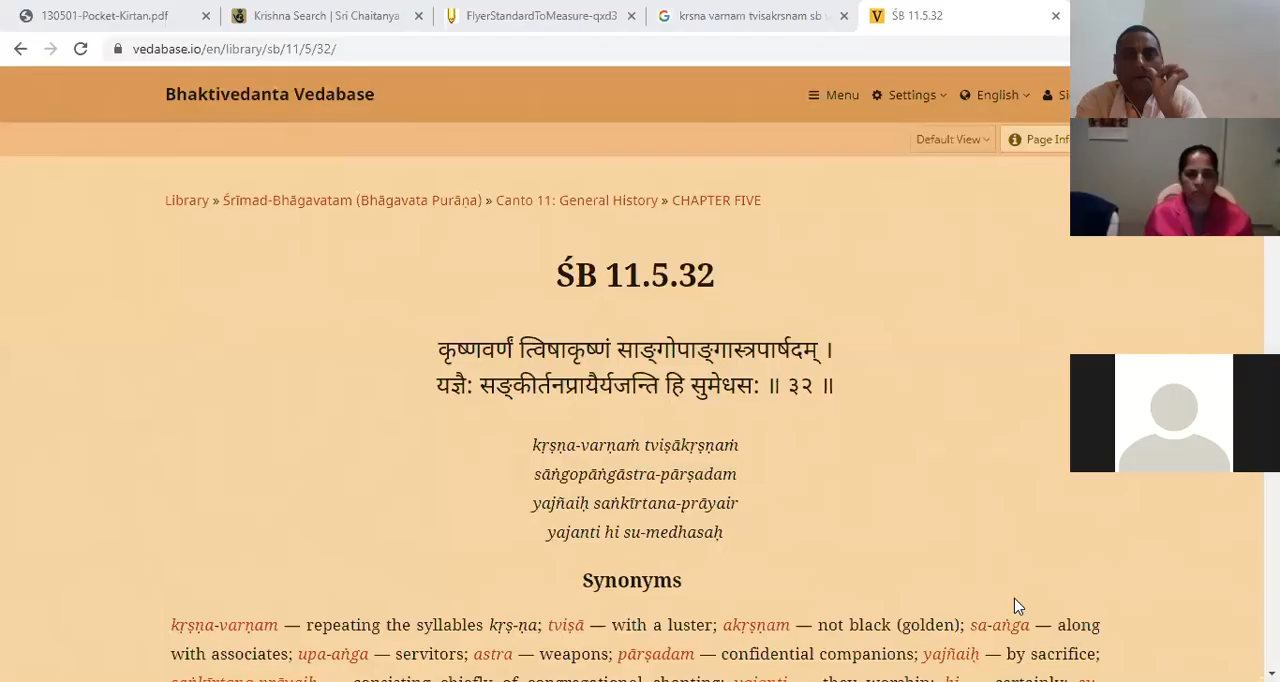 130501-Pocket-Kirtan.pdf
Krishna Search | Sri Chaitanya
FlyerStandardToMeasure-qxd3
krsna varnam tvisakrsnam sb
ŚB 11.5.32
vedabase.io/en/library/sb/11/5/32/
Bhaktivedanta Vedabase
Menu Settings English
Default View Page Inf
Library » Śrīmad-Bhāgavatam (Bhāgavata Purāṇa) » Canto 11: General History » CHAPTER FIVE
ŚB 11.5.32
कृष्णवर्णं त्विषाकृष्णं साङ्गोपाङ्गास्त्रपार्षदम् ।
यज्ञै: सङ्कीर्तनप्रायैर्यजन्ति हि सुमेधस: ॥ ३२ ॥
kṛṣṇa-varṇaṁ tviṣākṛṣṇaṁ
sāṅgopāṅgāstra-pārṣadam
yajñaiḥ saṅkīrtana-prāyair
yajanti hi su-medhasaḥ
Synonyms
kṛṣṇa-varṇam — repeating the syllables kṛṣ-ṇa; tviṣā — with a luster; akṛṣṇam — not black (golden); sa-aṅga — along
with associates; upa-aṅga — servitors; astra — weapons; pārṣadam — confidential companions; yajñaiḥ — by sacrifice;